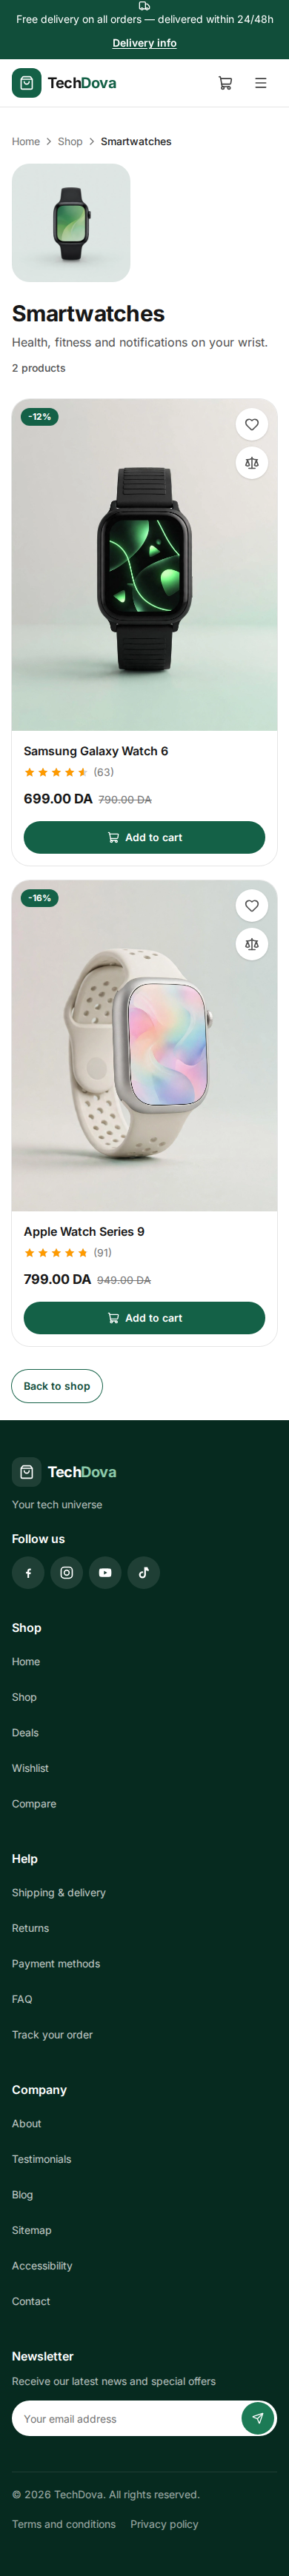 Free delivery on all orders — delivered within 24/48h
Delivery info
TechDova
Home > Shop > Smartwatches
Smartwatches
Health, fitness and notifications on your wrist.
2 products
-12%
Samsung Galaxy Watch 6
(63)
699.00 DA 790.00 DA
Add to cart
-16%
Apple Watch Series 9
(91)
799.00 DA 949.00 DA
Add to cart
Back to shop
TechDova
Your tech universe
Follow us
Shop
Home
Shop
Deals
Wishlist
Compare
Help
Shipping & delivery
Returns
Payment methods
FAQ
Track your order
Company
About
Testimonials
Blog
Sitemap
Accessibility
Contact
Newsletter
Receive our latest news and special offers
Your email address
© 2026 TechDova. All rights reserved.
Terms and conditions Privacy policy